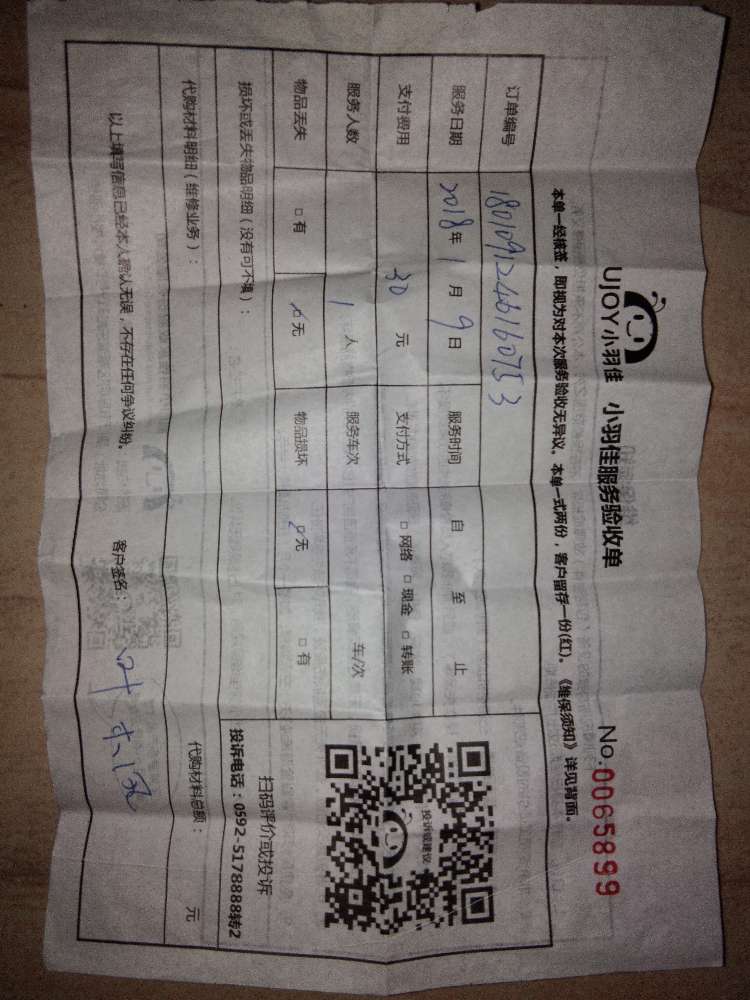 UJOY小羽佳 小羽佳服务验收单 No.0065899
本单一经核签，即视为对本次服务验收无异议。本单一式两份，客户留存一份(红)。《维保须知》详见背面。
订单编号 180109124616075 3
服务日期 2018年 1月 9日 服务时间 自 至 止
支付费用 30 元 支付方式 □ 网络 □ 现金 □ 转账
服务人数 1 人 服务车次 车/次
物品丢失 □ 有 □ 无 物品损坏 □ 无 □ 有
投诉或建议
扫码评价或投诉
投诉电话：0592-5178888转2
损坏或丢失物品明细（没有可不填）：
代购材料明细（维修业务）： 代购材料总额： 元
以上填写信息已经本人确认无误，不存在任何争议纠纷。 客户签名：